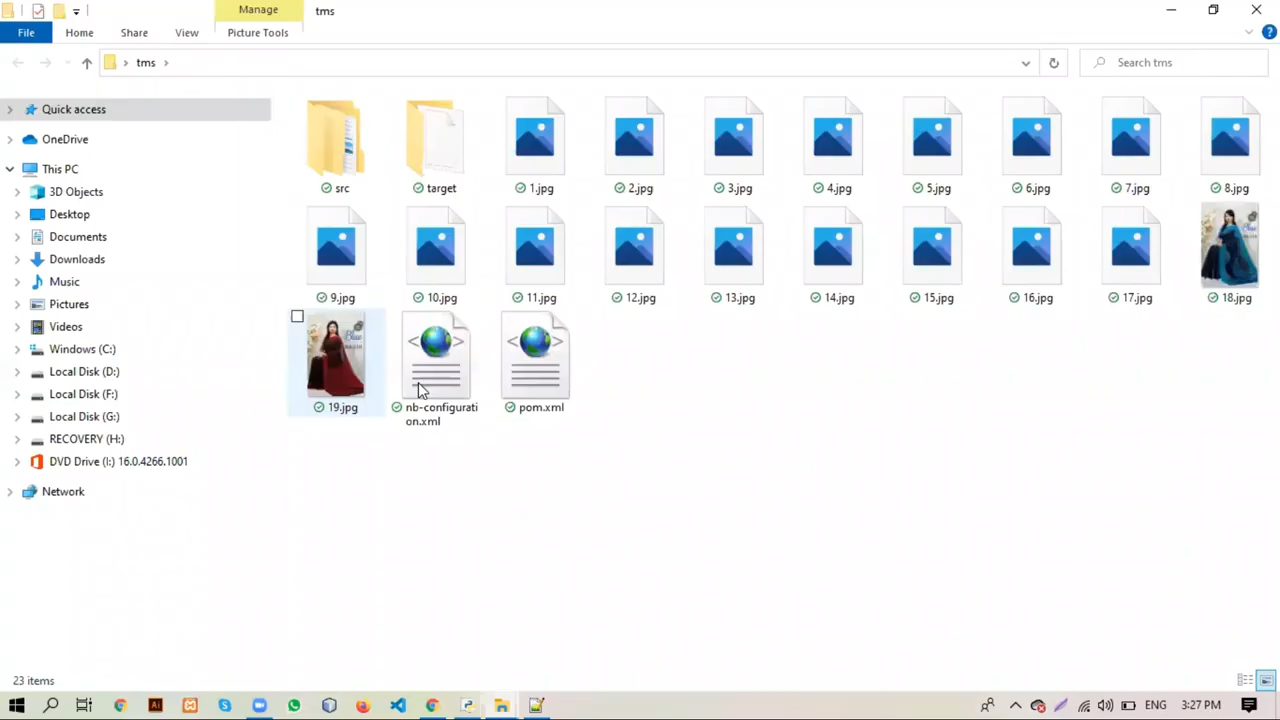 Manage
tms
File
Home
Share
View
Picture Tools
tms
Search tms
Quick access
OneDrive
This PC
3D Objects
Desktop
Documents
Downloads
Music
Pictures
Videos
Windows (C:)
Local Disk (D:)
Local Disk (F:)
Local Disk (G:)
RECOVERY (H:)
DVD Drive (I:) 16.0.4266.1001
Network
src
target
1.jpg
2.jpg
3.jpg
4.jpg
5.jpg
6.jpg
7.jpg
8.jpg
9.jpg
10.jpg
11.jpg
12.jpg
13.jpg
14.jpg
15.jpg
16.jpg
17.jpg
Blue
18.jpg
Blue
19.jpg
nb-configurati
on.xml
pom.xml
23 items
ENG
3:27 PM